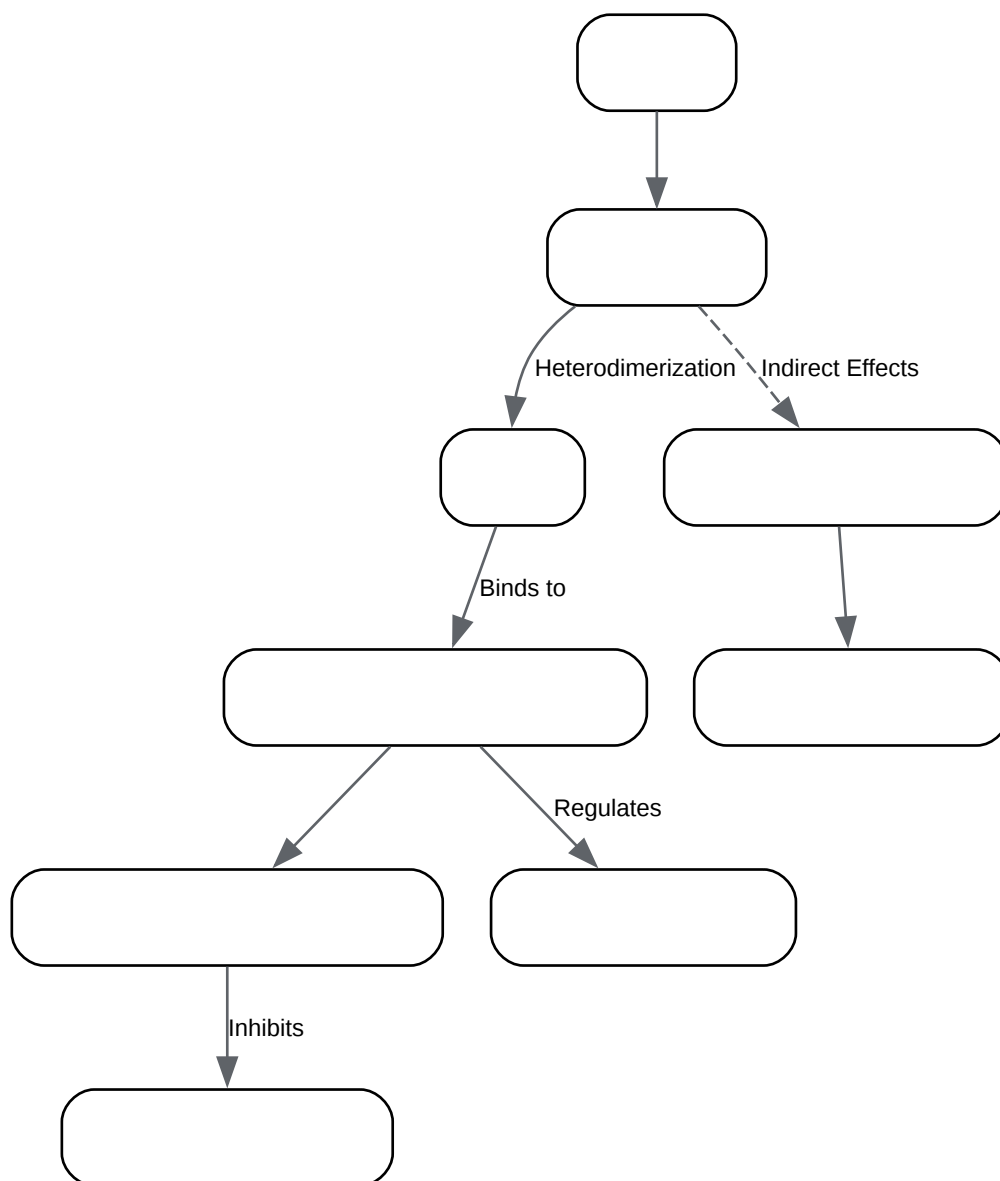 Heterodimerization
Indirect Effects
Binds to
Regulates
Inhibits